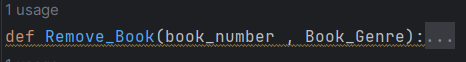 1 usage
def Remove_Book(book_number , Book_Genre):...